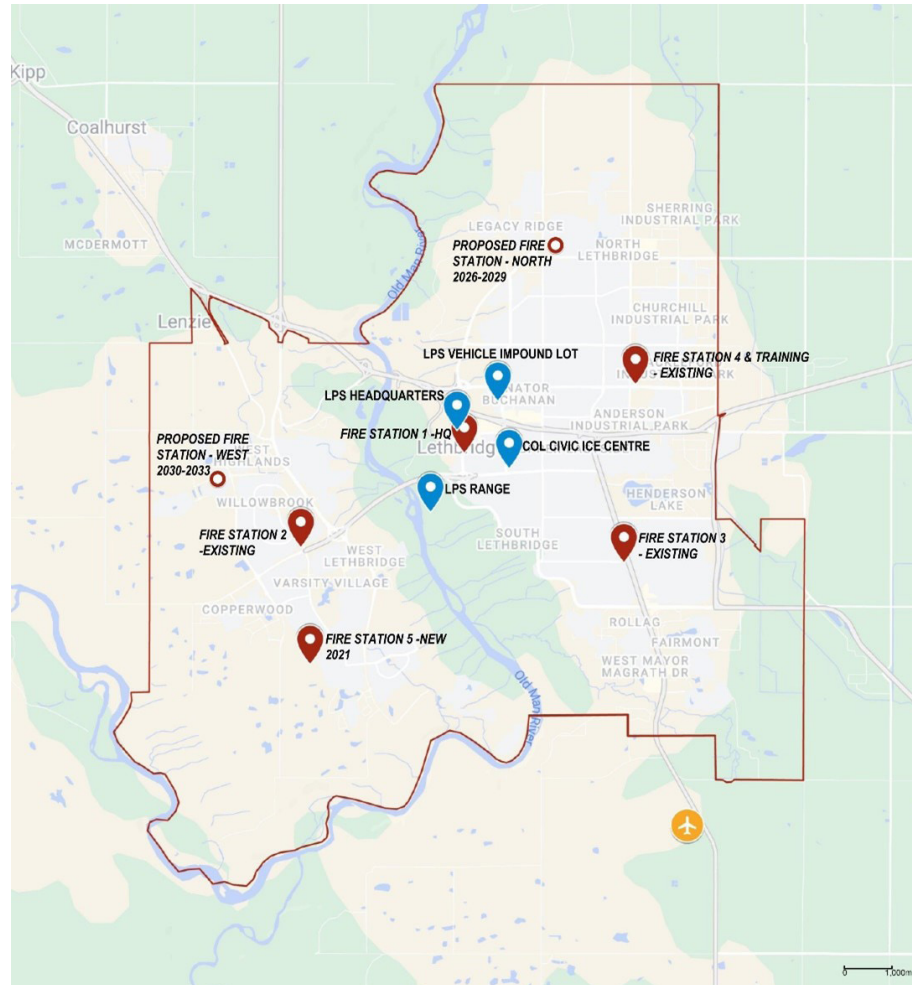 Kipp
Coalhurst
MCDERMOTT
Lenzie
Old Man River
LEGACY RIDGE
SHERRING
INDUSTRIAL PARK
PROPOSED FIRE
STATION - NORTH
2026-2029
NORTH
LETHBRIDGE
CHURCHILL
INDUSTRIAL PARK
LPS VEHICLE IMPOUND LOT
FIRE STATION 4 & TRAINING
- EXISTING
LPS HEADQUARTERS
NATOR
BUCHANAN
ANDERSON
INDUSTRIAL PARK
FIRE STATION 1 -HQ
Lethbridge
COL CIVIC ICE CENTRE
PROPOSED FIRE
STATION - WEST
2030-2033
WEST
HIGHLANDS
LPS RANGE
HENDERSON
LAKE
WILLOWBROOK
FIRE STATION 2
-EXISTING
SOUTH
LETHBRIDGE
FIRE STATION 3
- EXISTING
WEST
LETHBRIDGE
VARSITY VILLAGE
COPPERWOOD
ROLLAG
FAIRMONT
FIRE STATION 5 -NEW
2021
WEST MAYOR
MAGRATH DR
Old Man River
0 1,000m